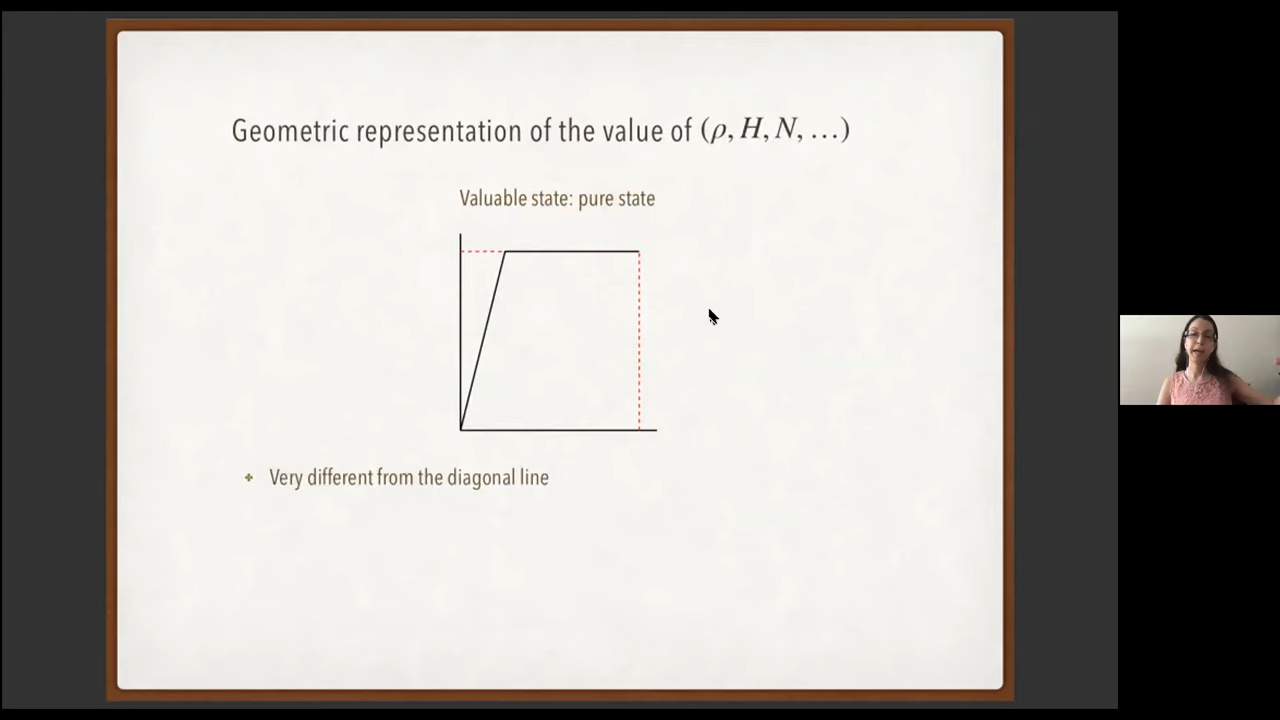 Geometric representation of the value of (ρ, H, N, …)
Valuable state: pure state
Very different from the diagonal line